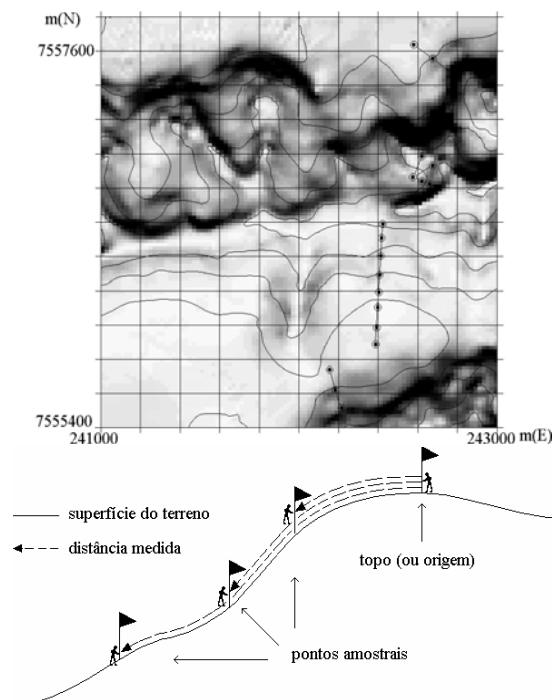 m(N)
7557600
7555400
241000
243000 m(E)
superfície do terreno
distância medida
topo (ou origem)
pontos amostrais